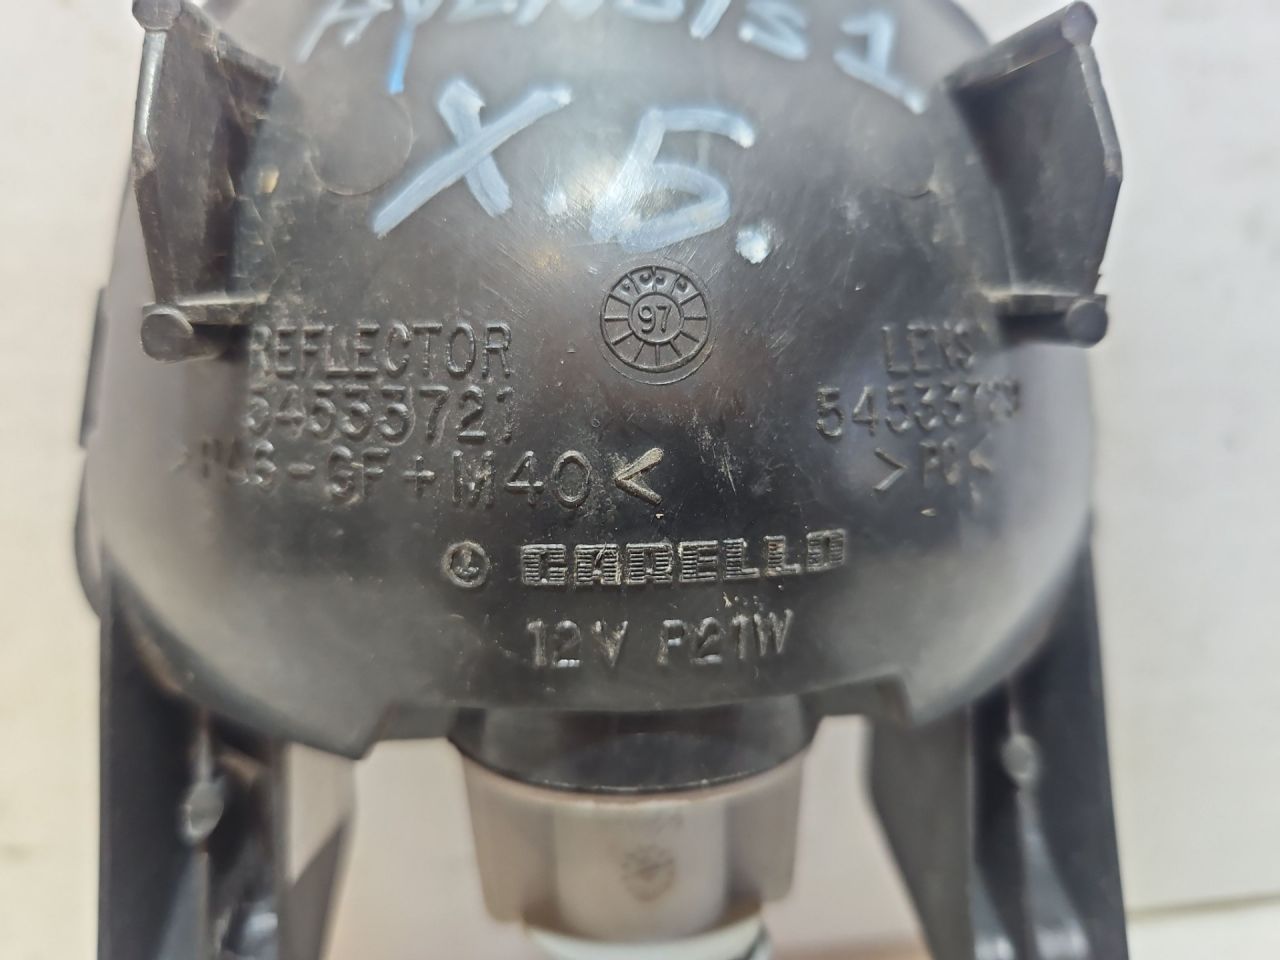 AVENSIS 1
X.5.
97
REFLECTOR
54533721
>PA6-GF+M40<
LENS
>PC<
L CARELLO
12V P21W